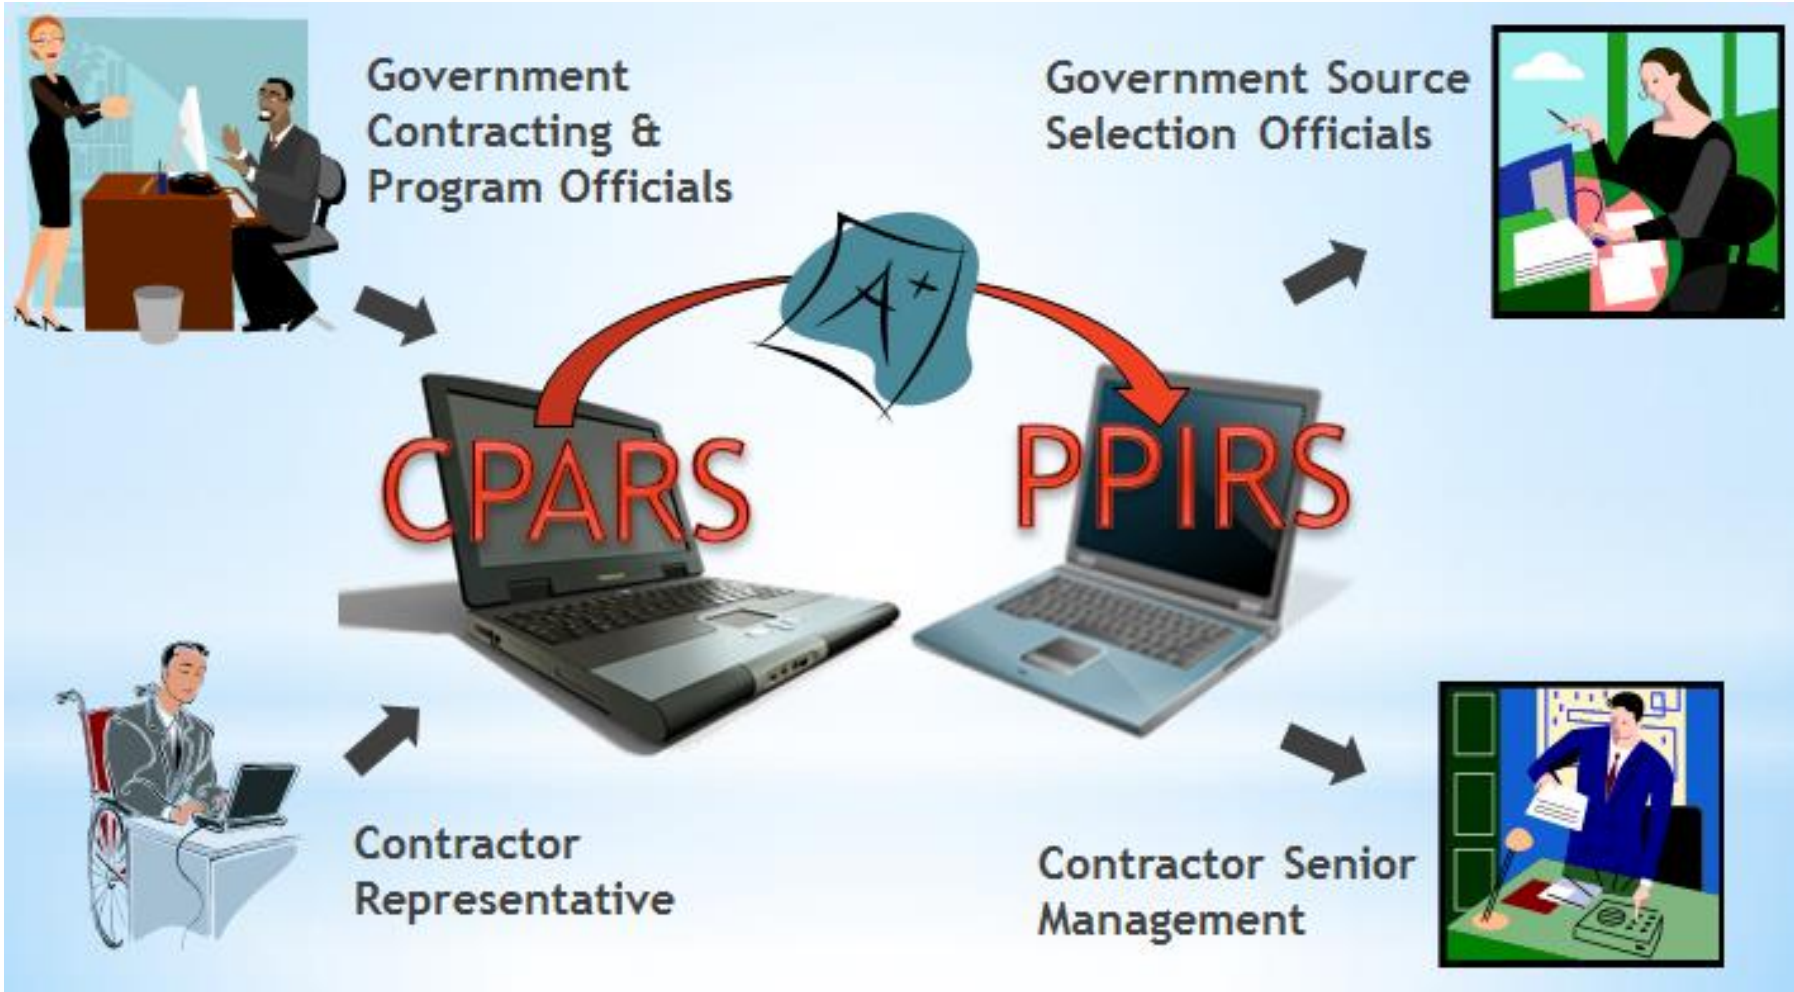 Government
Contracting &
Program Officials
Government Source
Selection Officials
A+
CPARS
PPIRS
Contractor
Representative
Contractor Senior
Management